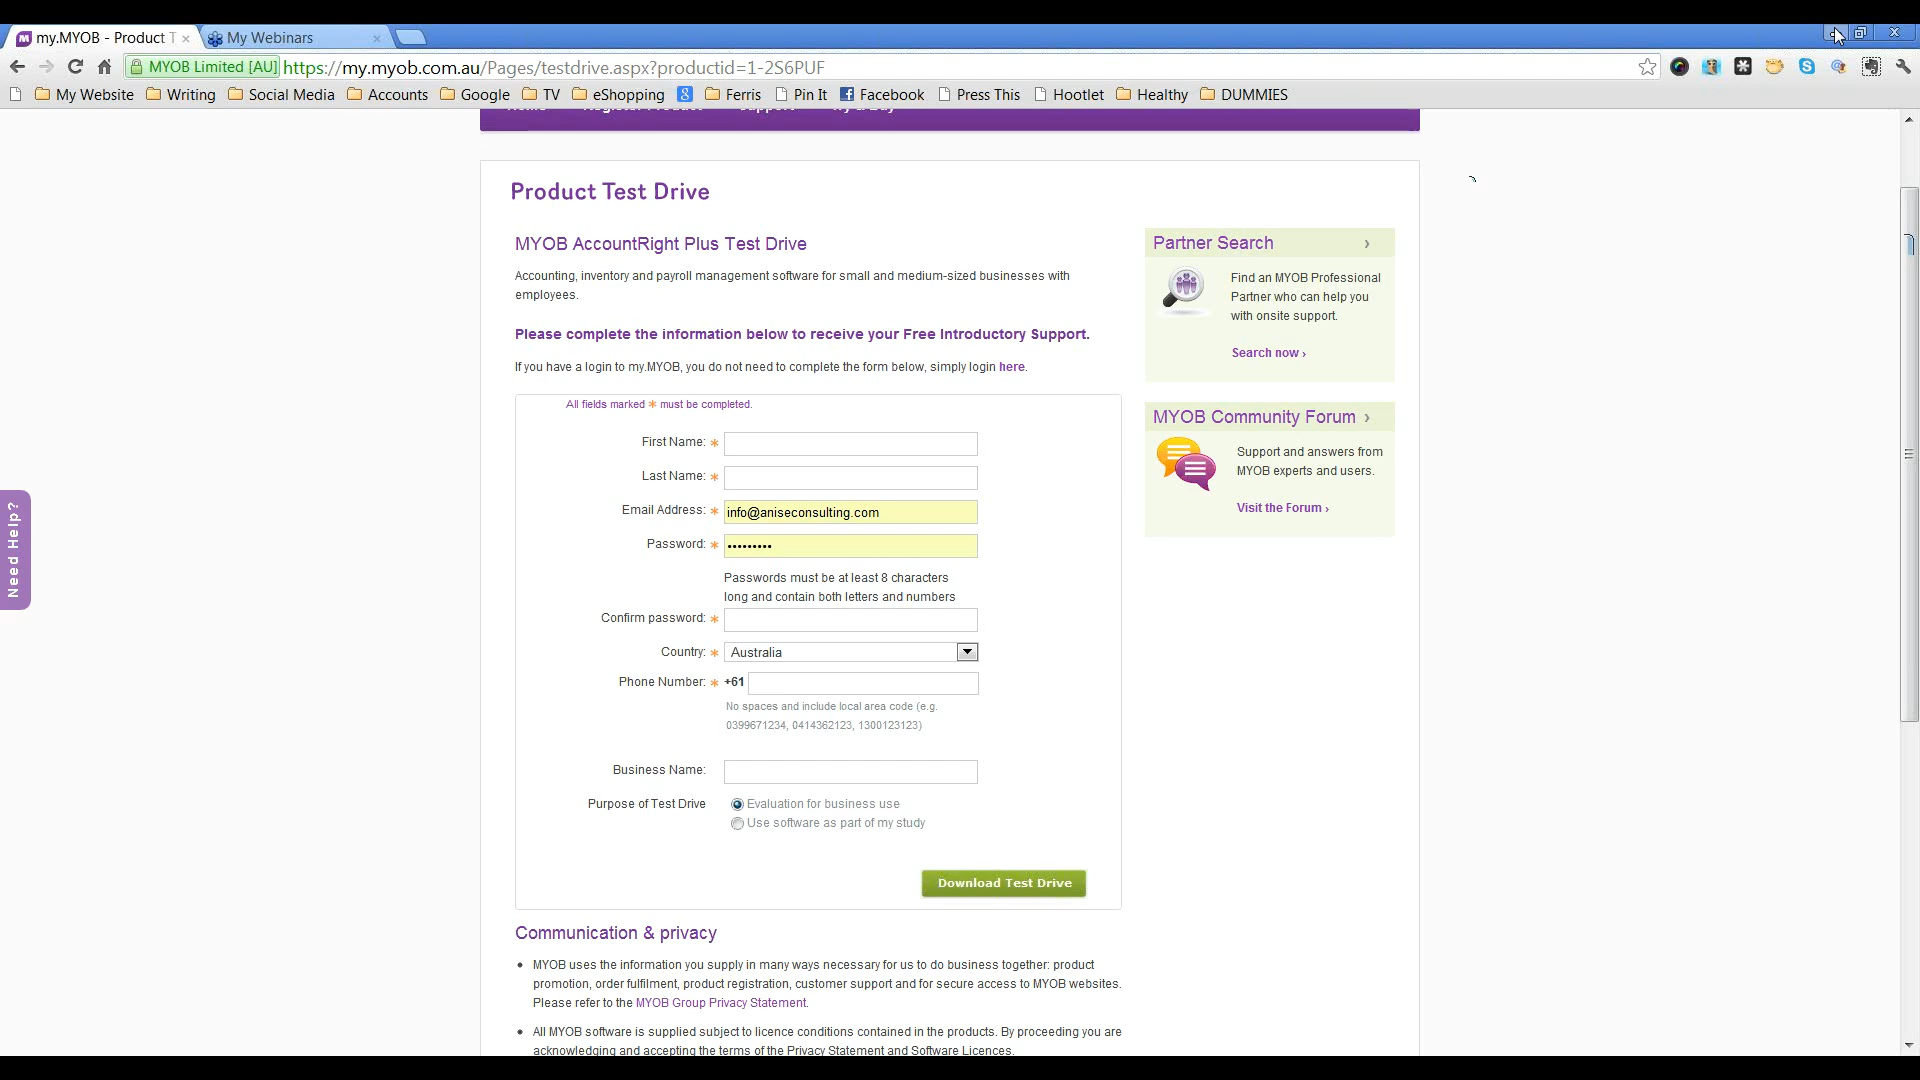 my.MYOB - Product T
My Webinars
MYOB Limited [AU]
https://my.myob.com.au/Pages/testdrive.aspx?productid=1-2S6PUF
My Website
Writing
Social Media
Accounts
Google
TV
eShopping
Ferris
Pin It
Facebook
Press This
Hootlet
Healthy
DUMMIES
Product Test Drive
MYOB AccountRight Plus Test Drive
Accounting, inventory and payroll management software for small and medium-sized businesses with
employees.
Please complete the information below to receive your Free Introductory Support.
If you have a login to my.MYOB, you do not need to complete the form below, simply login here.
All fields marked * must be completed.
First Name: *
Last Name: *
Email Address: * info@aniseconsulting.com
Password: * •••••••••
Passwords must be at least 8 characters
long and contain both letters and numbers
Confirm password: *
Country: * Australia
Phone Number: * +61
No spaces and include local area code (e.g.
0399671234, 0414362123, 1300123123)
Business Name:
Purpose of Test Drive
Evaluation for business use
Use software as part of my study
Download Test Drive
Communication & privacy
• MYOB uses the information you supply in many ways necessary for us to do business together: product
promotion, order fulfilment, product registration, customer support and for secure access to MYOB websites.
Please refer to the MYOB Group Privacy Statement.
• All MYOB software is supplied subject to licence conditions contained in the products. By proceeding you are
acknowledging and accepting the terms of the Privacy Statement and Software Licences.
Partner Search ›
Find an MYOB Professional
Partner who can help you
with onsite support.
Search now ›
MYOB Community Forum ›
Support and answers from
MYOB experts and users.
Visit the Forum ›
Need Help?